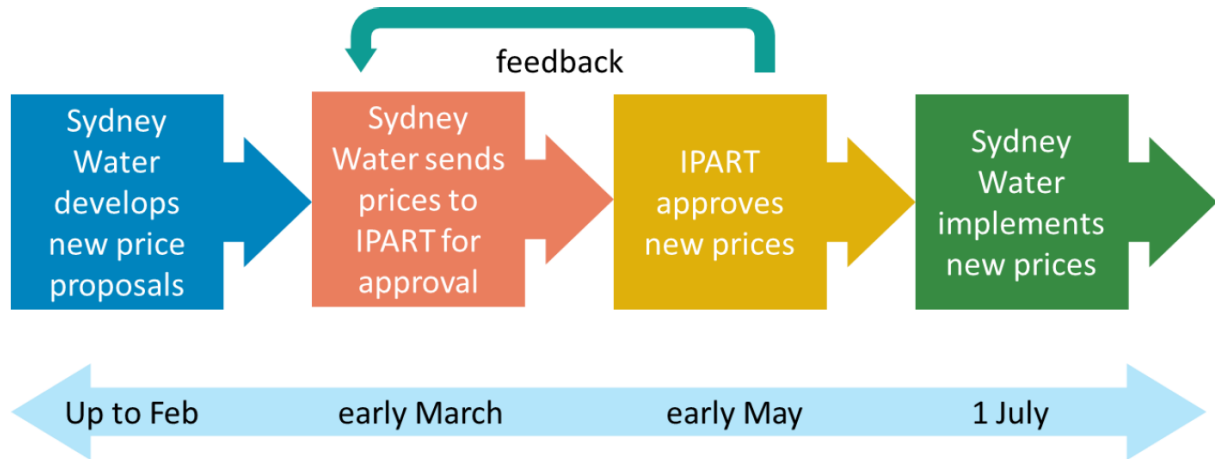 feedback
Sydney
Water
develops
new price
proposals
Sydney
Water sends
prices to
IPART for
approval
IPART
approves
new prices
Sydney
Water
implements
new prices
Up to Feb
early March
early May
1 July